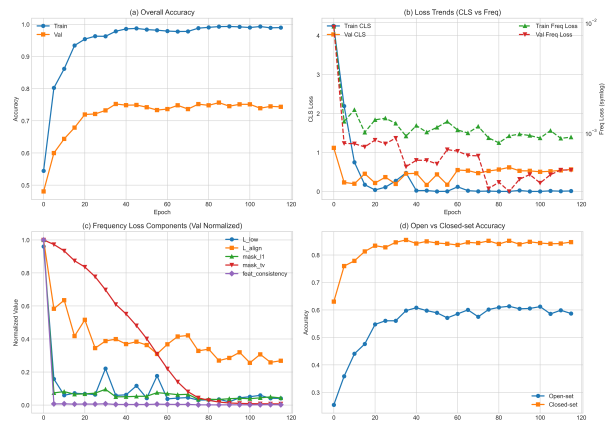 (a) Overall Accuracy
Train
Val
1.0
0.9
0.8
0.7
0.6
0.5
Accuracy
0 20 40 60 80 100 120
Epoch
(b) Loss Trends (CLS vs Freq)
Train CLS
Val CLS
Train Freq Loss
Val Freq Loss
4
3
2
1
0
CLS Loss
Freq Loss (symlog)
0 20 40 60 80 100 120
Epoch
(c) Frequency Loss Components (Val Normalized)
L_low
L_align
mask_l1
mask_tv
feat_consistency
1.0
0.8
0.6
0.4
0.2
0.0
Normalized Value
0 20 40 60 80 100 120
Epoch
(d) Open vs Closed-set Accuracy
0.8
0.7
0.6
0.5
0.4
0.3
Accuracy
Open-set
Closed-set
0 20 40 60 80 100 120
Epoch